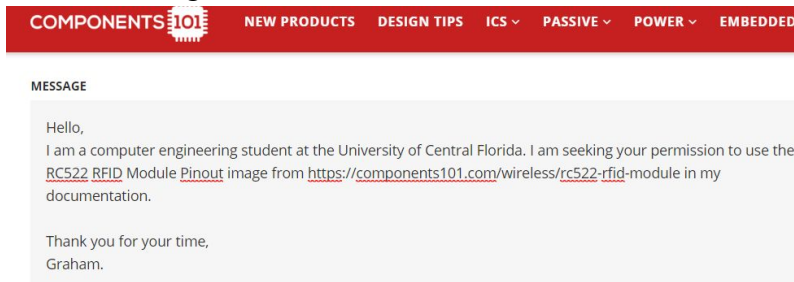 COMPONENTS 101 NEW PRODUCTS DESIGN TIPS ICS PASSIVE POWER EMBEDDED
MESSAGE
Hello,
I am a computer engineering student at the University of Central Florida. I am seeking your permission to use the
RC522 RFID Module Pinout image from https://components101.com/wireless/rc522-rfid-module in my
documentation.
Thank you for your time,
Graham.